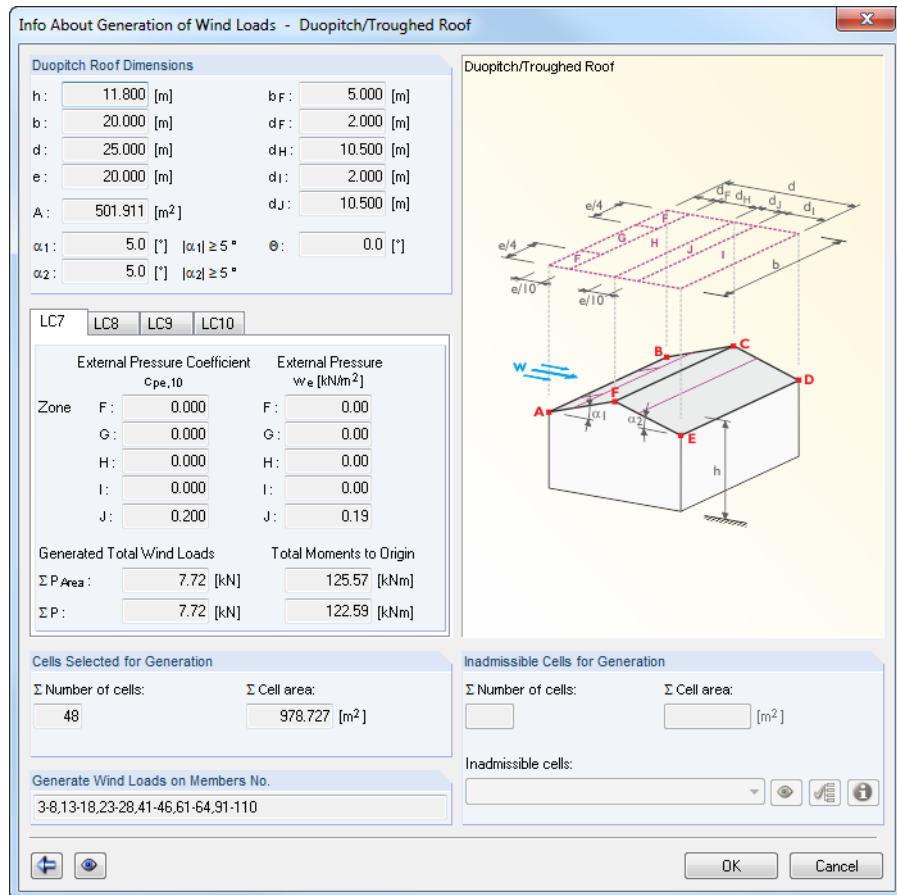 Info About Generation of Wind Loads - Duopitch/Troughed Roof
Duopitch Roof Dimensions
h: 11.800 [m]
b: 20.000 [m]
d: 25.000 [m]
e: 20.000 [m]
A: 501.911 [m²]
α1: 5.0 [°] |α1| ≥ 5°
α2: 5.0 [°] |α2| ≥ 5°
bF: 5.000 [m]
dF: 2.000 [m]
dH: 10.500 [m]
dI: 2.000 [m]
dJ: 10.500 [m]
Θ: 0.0 [°]
LC7 LC8 LC9 LC10
External Pressure Coefficient
cpe,10
External Pressure
we [kN/m²]
Zone F: 0.000 F: 0.00
G: 0.000 G: 0.00
H: 0.000 H: 0.00
I: 0.000 I: 0.00
J: 0.200 J: 0.19
Generated Total Wind Loads Total Moments to Origin
Σ P Area: 7.72 [kN] 125.57 [kNm]
Σ P: 7.72 [kN] 122.59 [kNm]
Duopitch/Troughed Roof
d
dF dH dJ dI
e/4
e/4
F
G
H
F
J
I
b
e/10
e/10
W
B
C
F
D
A
α1
α2
E
h
Cells Selected for Generation
Σ Number of cells: Σ Cell area:
48 978.727 [m²]
Inadmissible Cells for Generation
Σ Number of cells: Σ Cell area:
[m²]
Inadmissible cells:
Generate Wind Loads on Members No.
3-8,13-18,23-28,41-46,61-64,91-110
OK Cancel